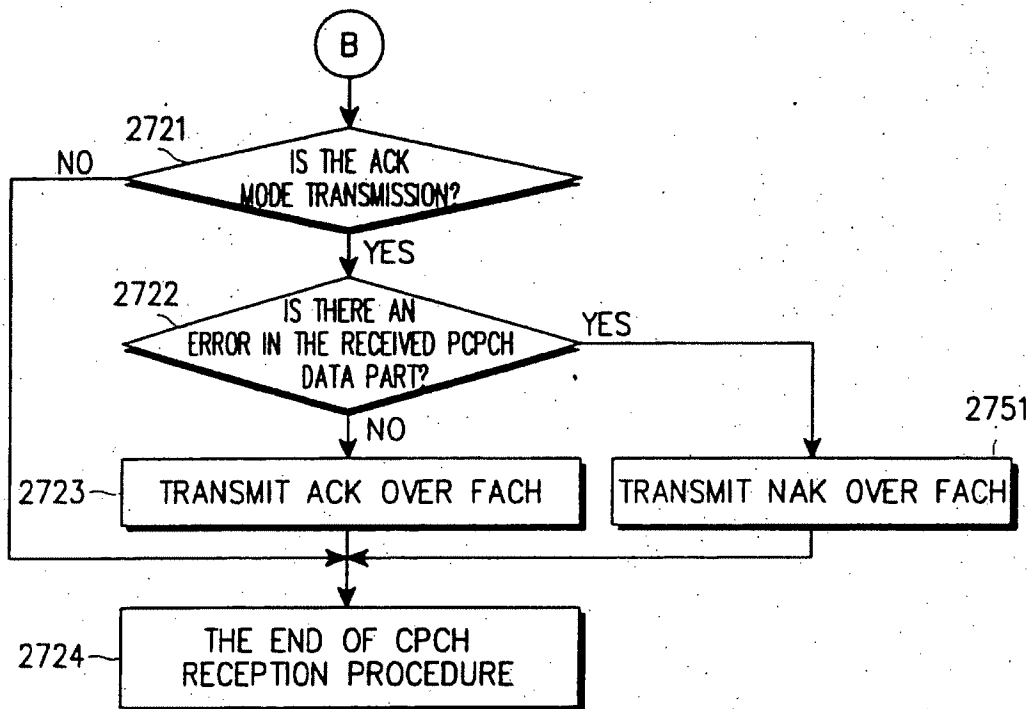 B
2721
IS THE ACK
MODE TRANSMISSION?
NO
YES
2722
IS THERE AN
ERROR IN THE RECEIVED PCPCH
DATA PART?
YES
NO
2751
2723
TRANSMIT ACK OVER FACH
TRANSMIT NAK OVER FACH
2724
THE END OF CPCH
RECEPTION PROCEDURE